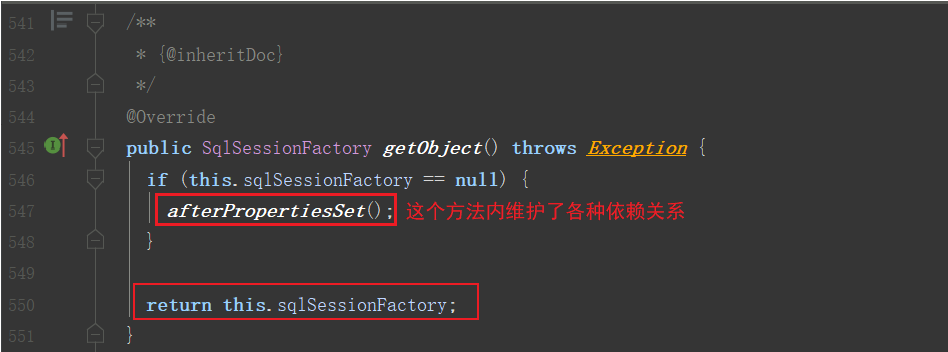 541 /**
542 * {@inheritDoc}
543 */
544 @Override
545 public SqlSessionFactory getObject() throws Exception {
546 if (this.sqlSessionFactory == null) {
547 afterPropertiesSet(); 这个方法内维护了各种依赖关系
548 }
549
550 return this.sqlSessionFactory;
551 }